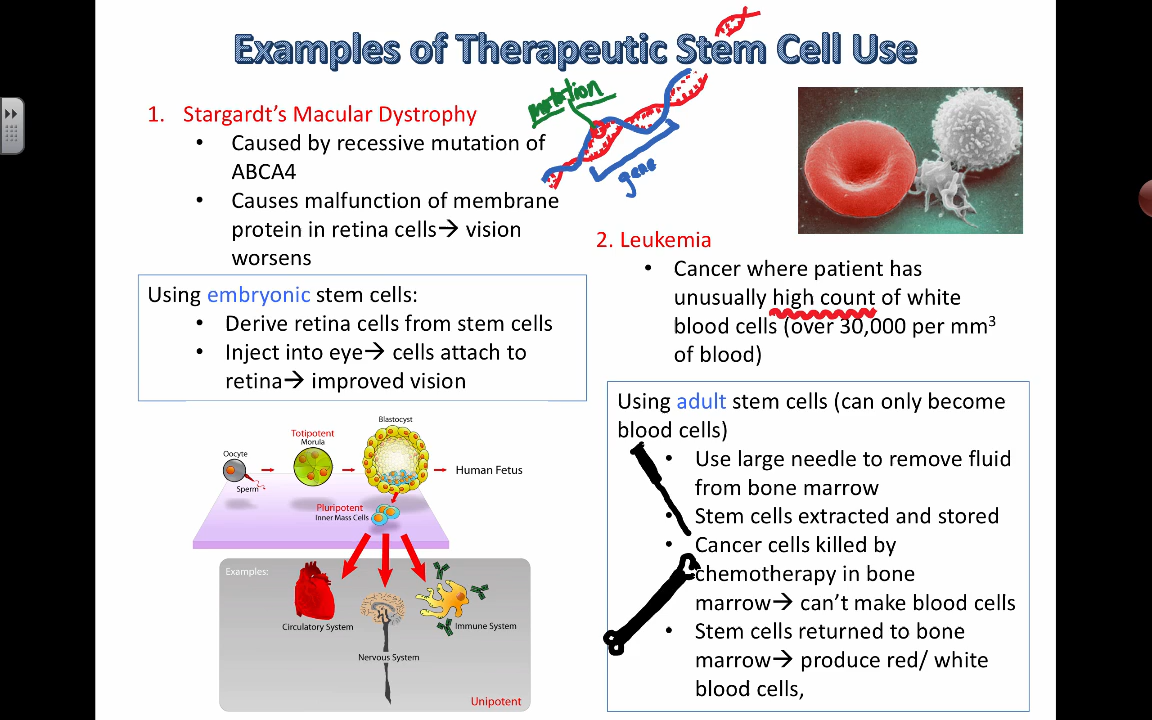 Examples of Therapeutic Stem Cell Use
1. Stargardt's Macular Dystrophy
• Caused by recessive mutation of
ABCA4
• Causes malfunction of membrane
protein in retina cells→ vision
worsens
mutation
gene
Using embryonic stem cells:
• Derive retina cells from stem cells
• Inject into eye→ cells attach to
retina→ improved vision
Oocyte
Sperm
Totipotent
Morula
Blastocyst
Human Fetus
Pluripotent
Inner Mass Cells
Examples:
Circulatory System
Nervous System
Immune System
Unipotent
2. Leukemia
• Cancer where patient has
unusually high count of white
blood cells (over 30,000 per mm³
of blood)
Using adult stem cells (can only become
blood cells)
• Use large needle to remove fluid
from bone marrow
• Stem cells extracted and stored
• Cancer cells killed by
chemotherapy in bone
marrow→ can't make blood cells
• Stem cells returned to bone
marrow→ produce red/ white
blood cells,